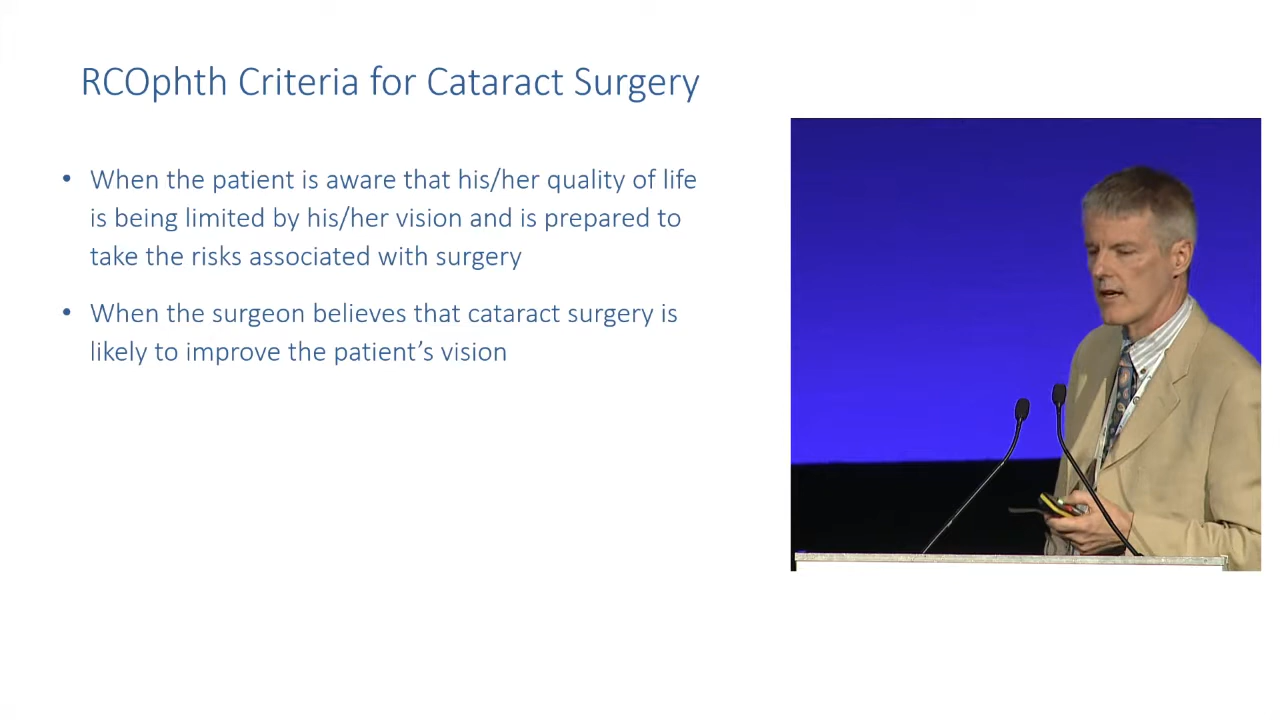 RCOphth Criteria for Cataract Surgery
• When the patient is aware that his/her quality of life
is being limited by his/her vision and is prepared to
take the risks associated with surgery
• When the surgeon believes that cataract surgery is
likely to improve the patient’s vision